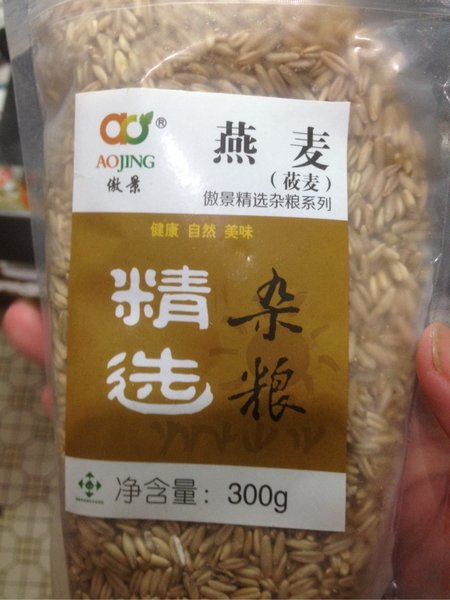 ®
AOJING
傲景
燕麦
（莜麦）
傲景精选杂粮系列
健康 自然 美味
精选
杂粮
净含量：300g